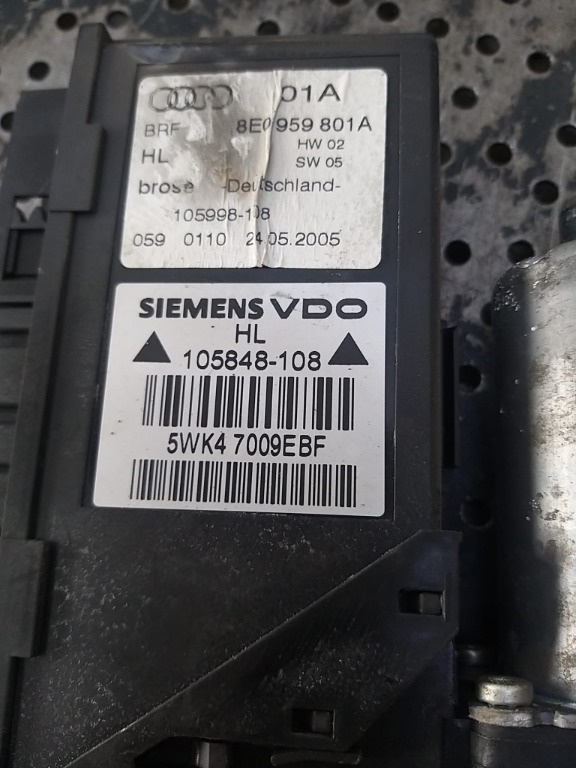 01A
BRF 8E0 959 801A
HL HW 02
SW 05
brose -Deutschland-
105998-108
059 0110 24.05.2005
SIEMENS VDO
HL
105848-108
5WK4 7009EBF